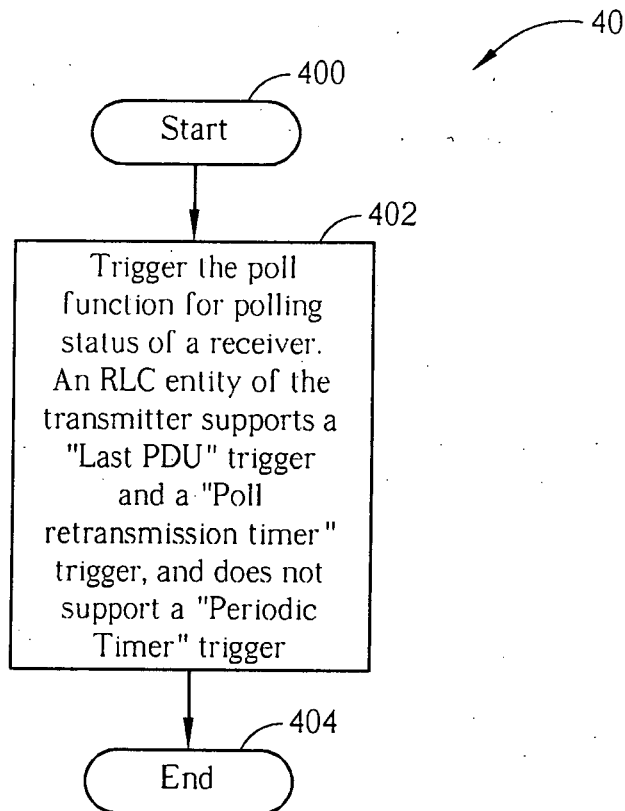 40
400
Start
402
Trigger the poll
function for polling
status of a receiver.
An RLC entity of the
transmitter supports a
"Last PDU" trigger
and a "Poll
retransmission timer"
trigger, and does not
support a "Periodic
Timer" trigger
404
End